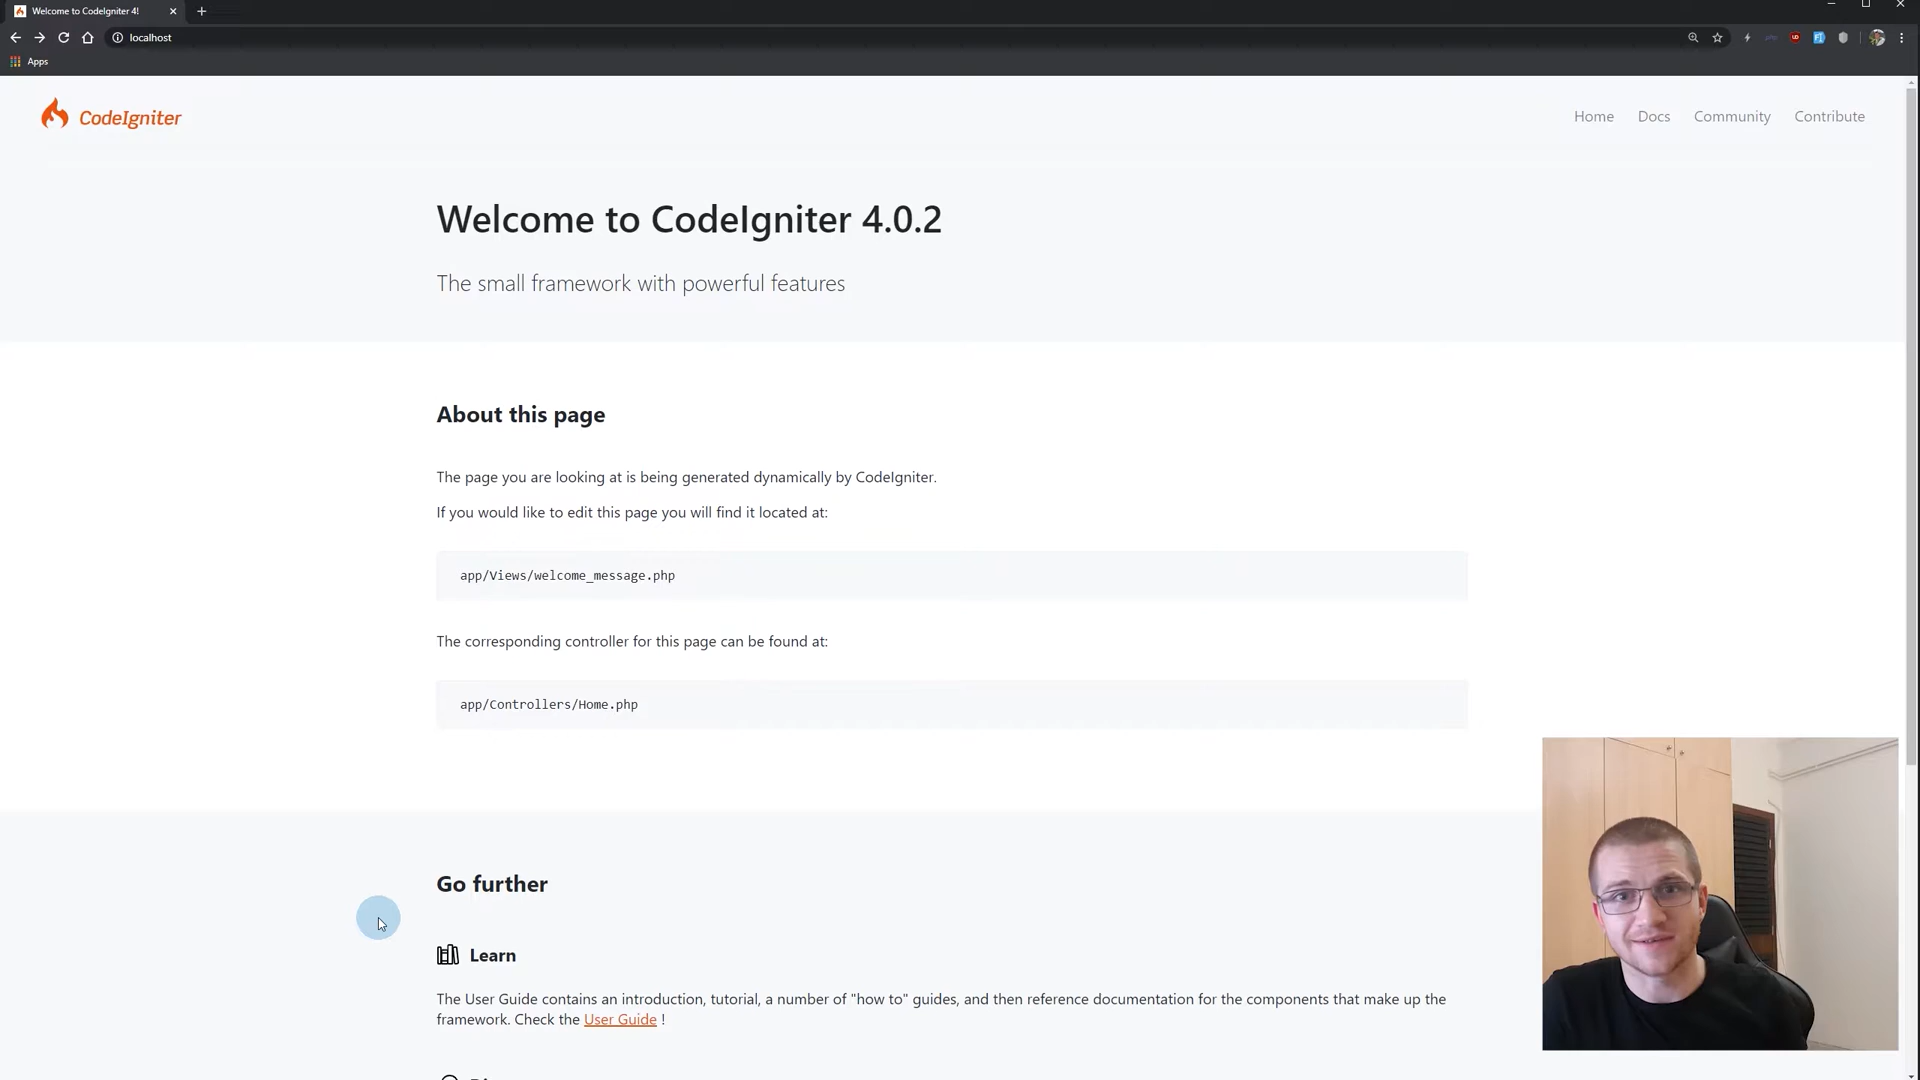 Welcome to CodeIgniter 4!
localhost
Apps
CodeIgniter
Home Docs Community Contribute
Welcome to CodeIgniter 4.0.2
The small framework with powerful features
About this page
The page you are looking at is being generated dynamically by CodeIgniter.
If you would like to edit this page you will find it located at:
app/Views/welcome_message.php
The corresponding controller for this page can be found at:
app/Controllers/Home.php
Go further
Learn
The User Guide contains an introduction, tutorial, a number of "how to" guides, and then reference documentation for the components that make up the
framework. Check the User Guide !